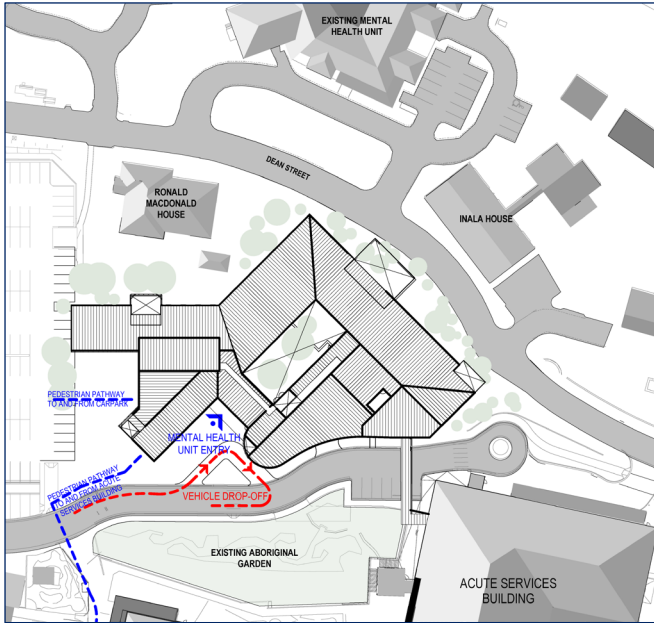 EXISTING MENTAL
HEALTH UNIT
DEAN STREET
RONALD
MACDONALD
HOUSE
INALA HOUSE
PEDESTRIAN PATHWAY
TO AND FROM CARPARK
MENTAL HEALTH
UNIT ENTRY
PEDESTRIAN PATHWAY
TO AND FROM ACUTE
SERVICES BUILDING
VEHICLE DROP-OFF
EXISTING ABORIGINAL
GARDEN
ACUTE SERVICES
BUILDING